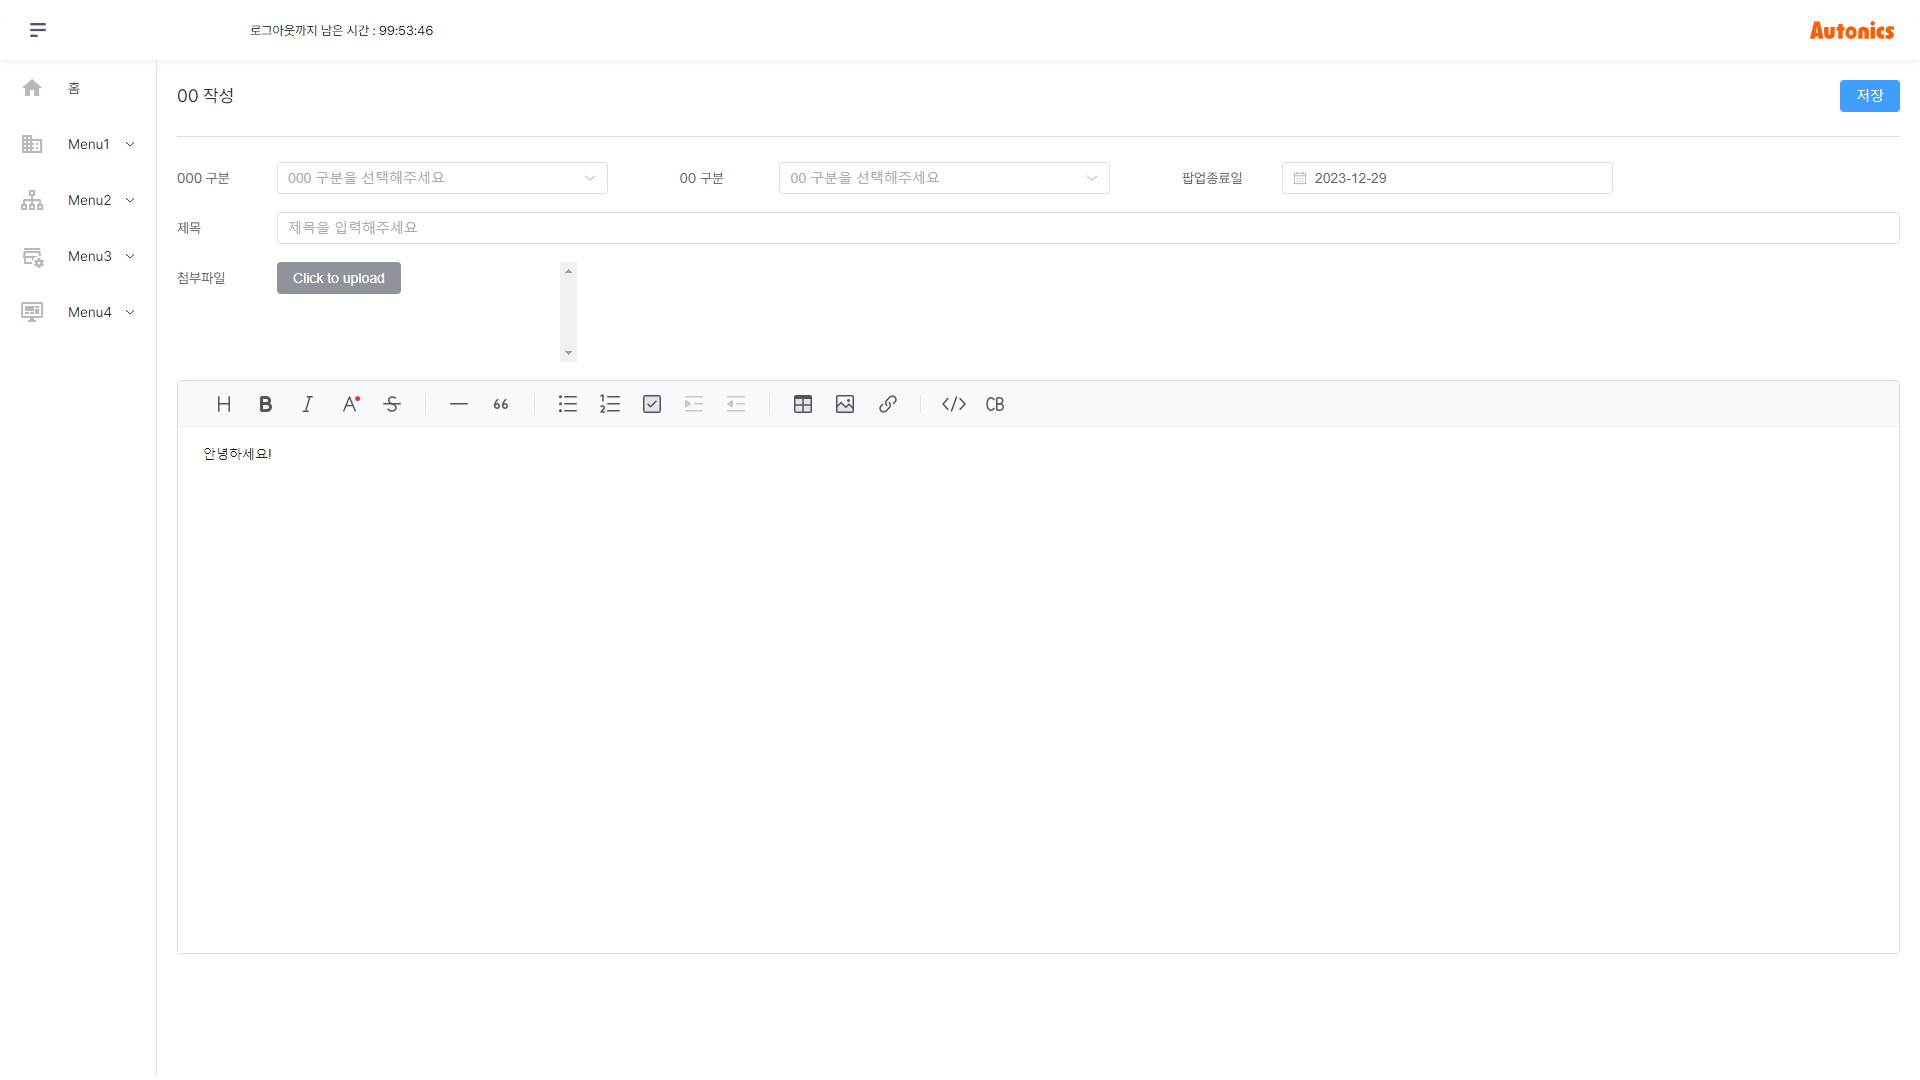 로그아웃까지 남은 시간 : 99:53:46
Autonics
홈
Menu1
Menu2
Menu3
Menu4
00 작성
저장
000 구분
000 구분을 선택해주세요
00 구분
00 구분을 선택해주세요
팝업종료일
2023-12-29
제목
제목을 입력해주세요
첨부파일
Click to upload
H B I A S 66 </> CB
안녕하세요!